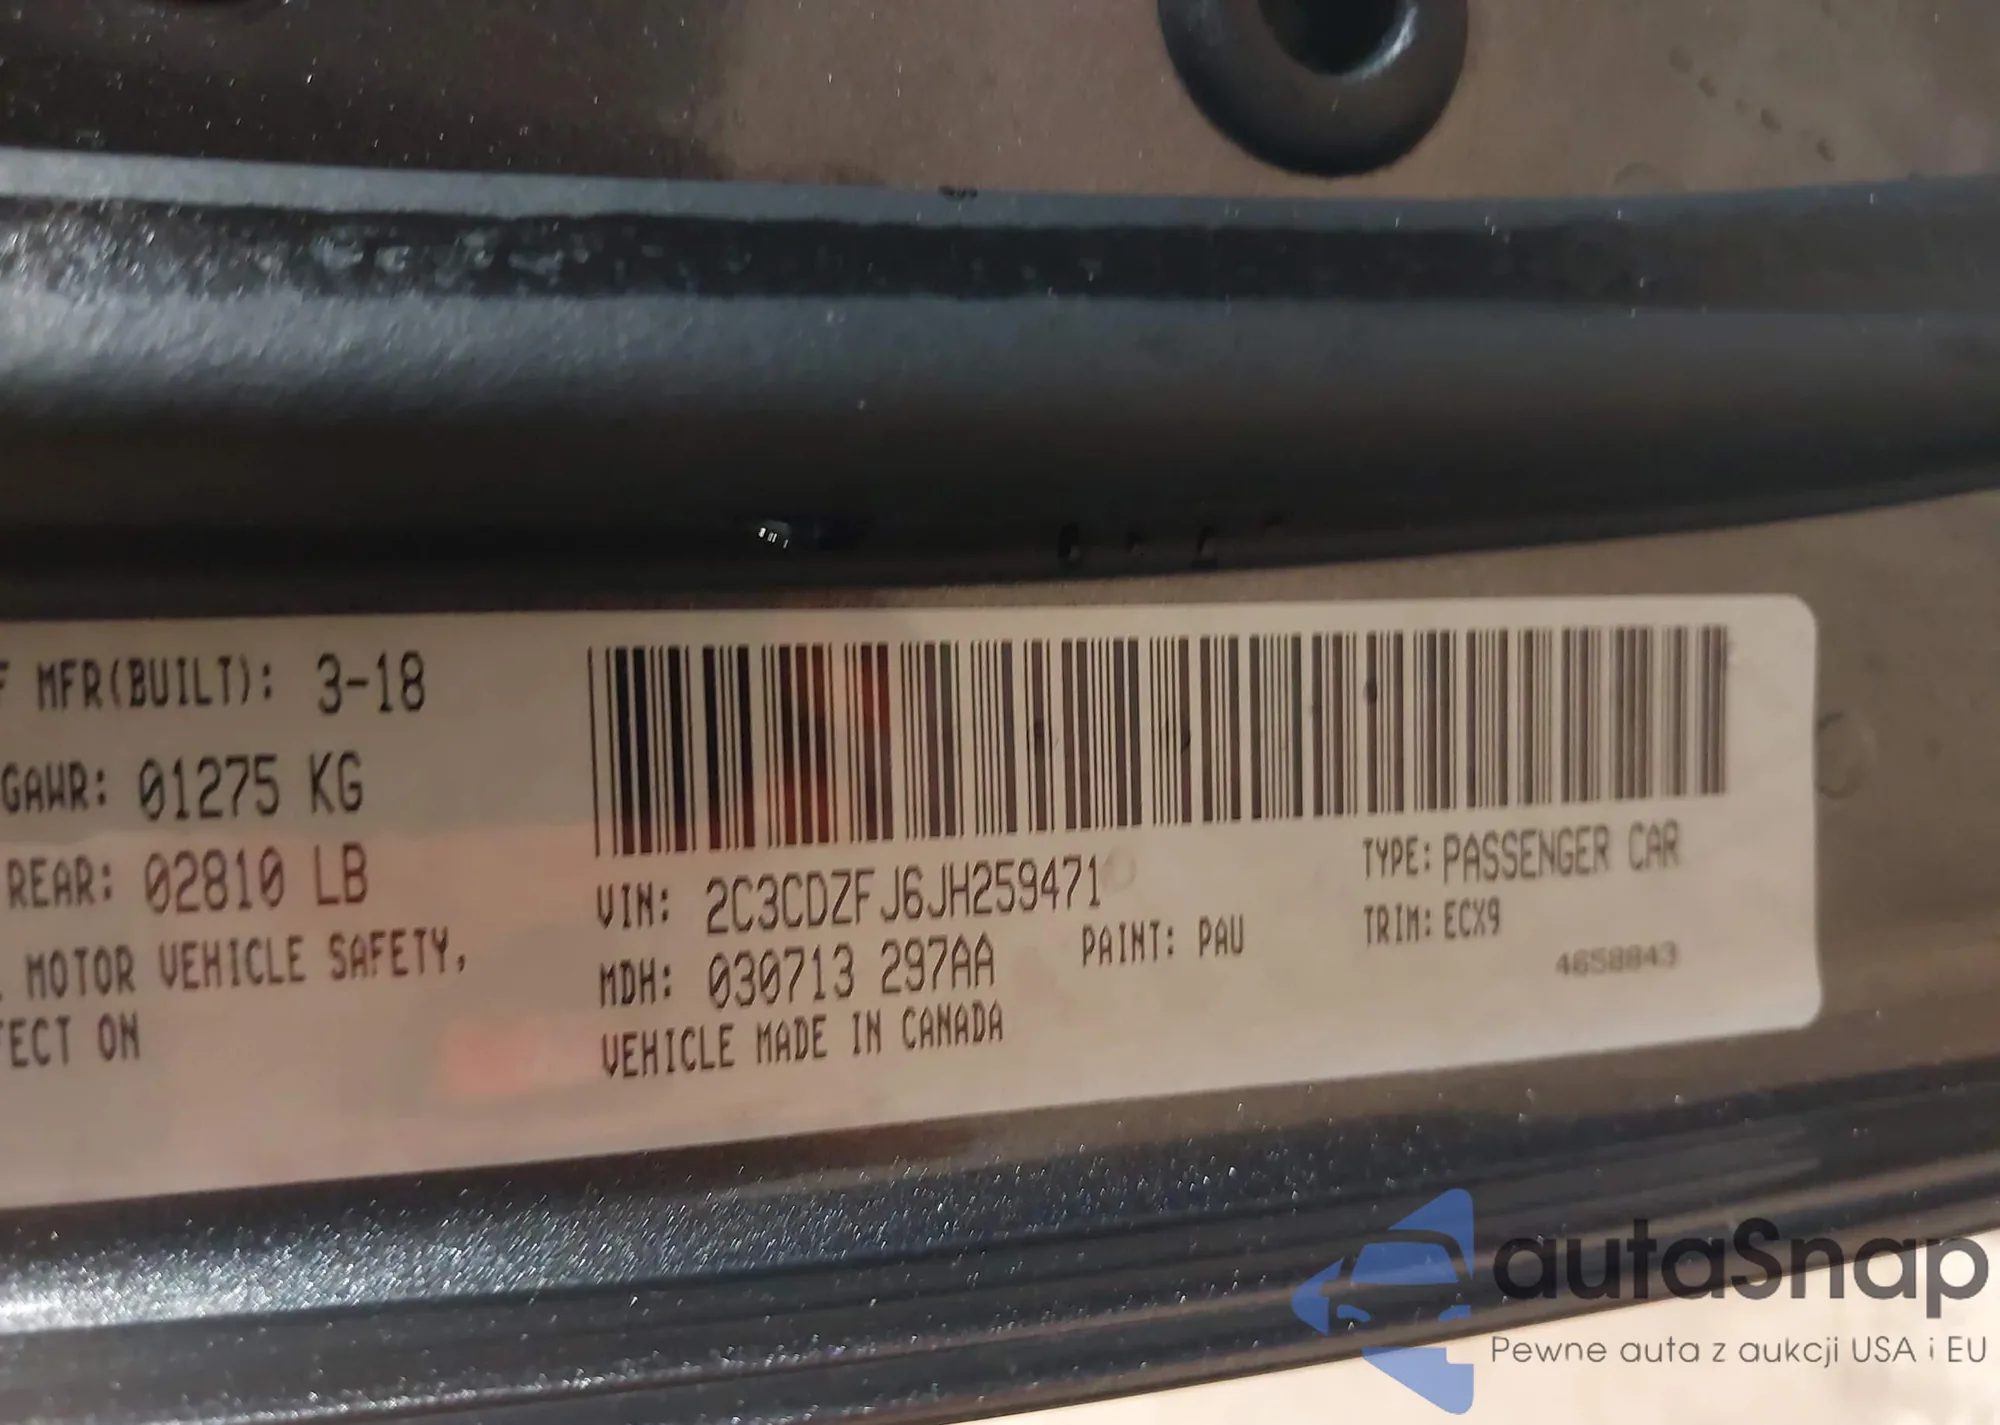 F MFR(BUILT): 3-18
GAWR: 01275 KG
REAR: 02810 LB
MOTOR VEHICLE SAFETY,
FECT ON
VIN: 2C3CDZFJ6JH259471
TYPE: PASSENGER CAR
MDH: 030713 297AA
PAINT: PAU
TRIM: ECX9
4658843
VEHICLE MADE IN CANADA
autaSnap
Pewne auta z aukcji USA i EU